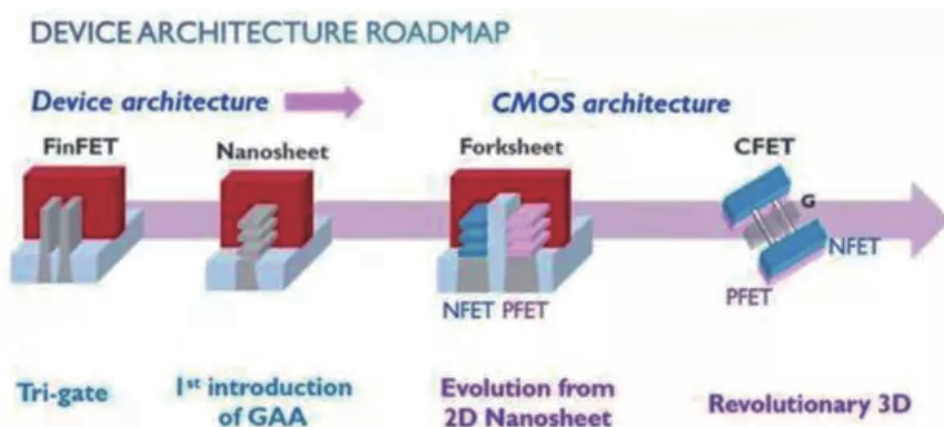 DEVICE ARCHITECTURE ROADMAP
Device architecture
CMOS architecture
FinFET
Nanosheet
Forksheet
CFET
G
NFET
PFET
NFET PFET
Tri-gate
1st introduction
of GAA
Evolution from
2D Nanosheet
Revolutionary 3D